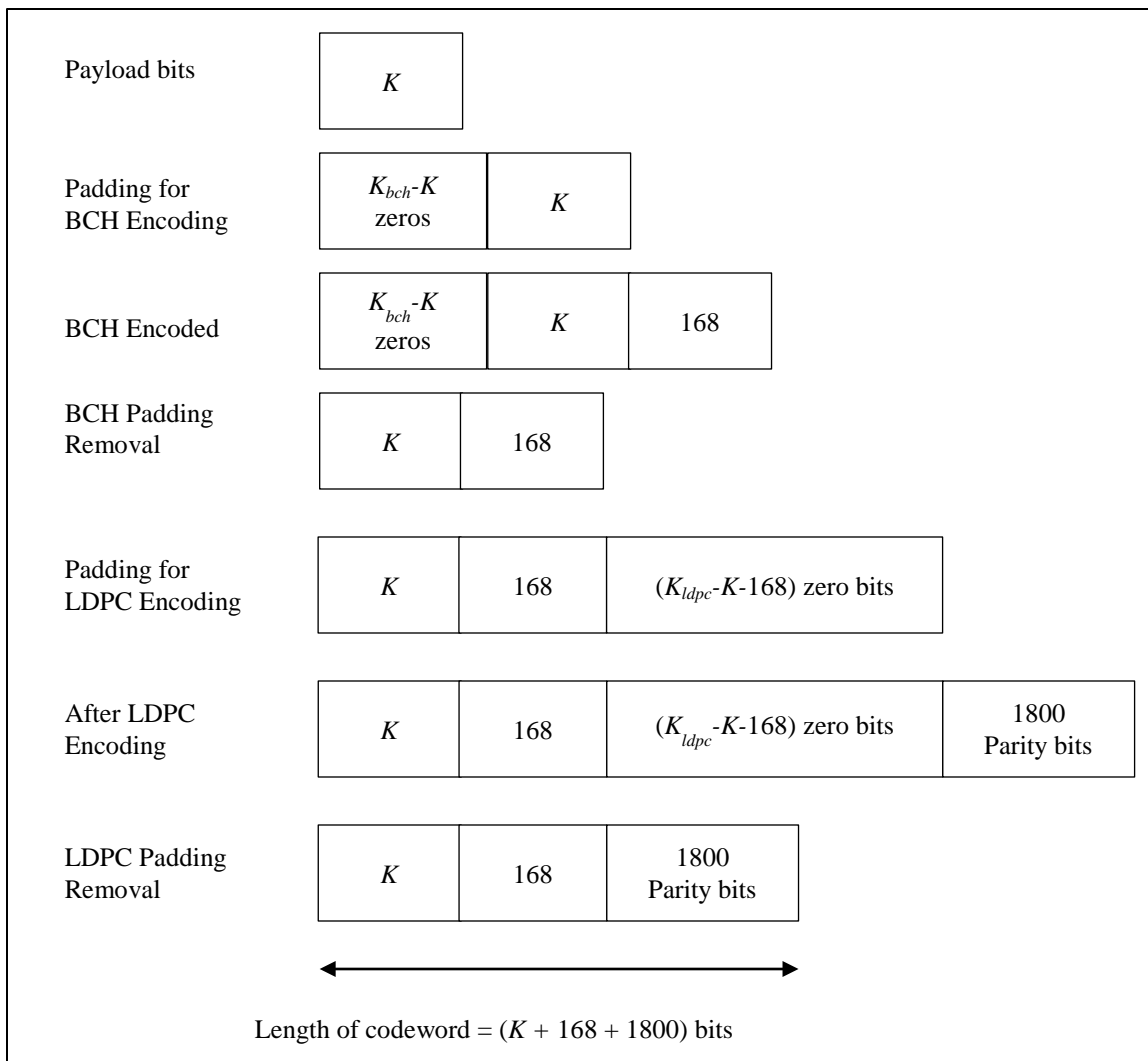 Payload bits
K
Padding for
BCH Encoding
K_bch-K
zeros
K
BCH Encoded
K_bch-K
zeros
K
168
BCH Padding
Removal
K
168
Padding for
LDPC Encoding
K
168
(K_ldpc-K-168) zero bits
After LDPC
Encoding
K
168
(K_ldpc-K-168) zero bits
1800
Parity bits
LDPC Padding
Removal
K
168
1800
Parity bits
Length of codeword = (K + 168 + 1800) bits